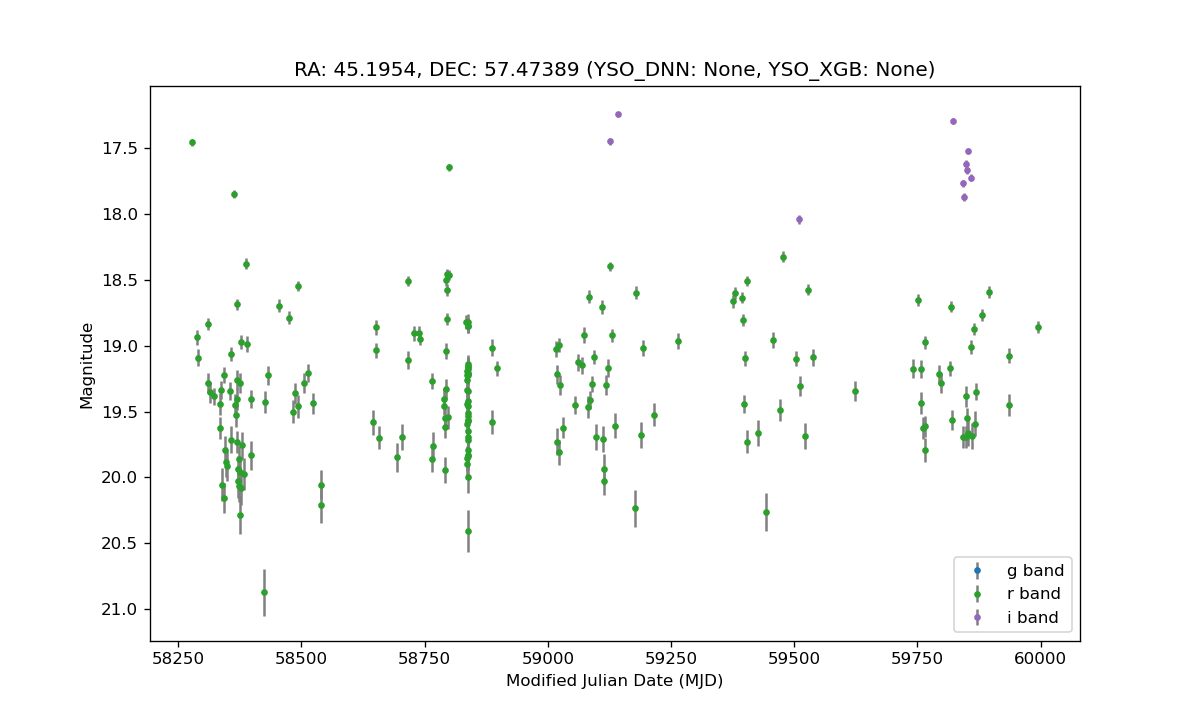 RA: 45.1954, DEC: 57.47389 (YSO_DNN: None, YSO_XGB: None)
Magnitude
17.5
18.0
18.5
19.0
19.5
20.0
20.5
21.0
g band
r band
i band
58250 58500 58750 59000 59250 59500 59750 60000
Modified Julian Date (MJD)